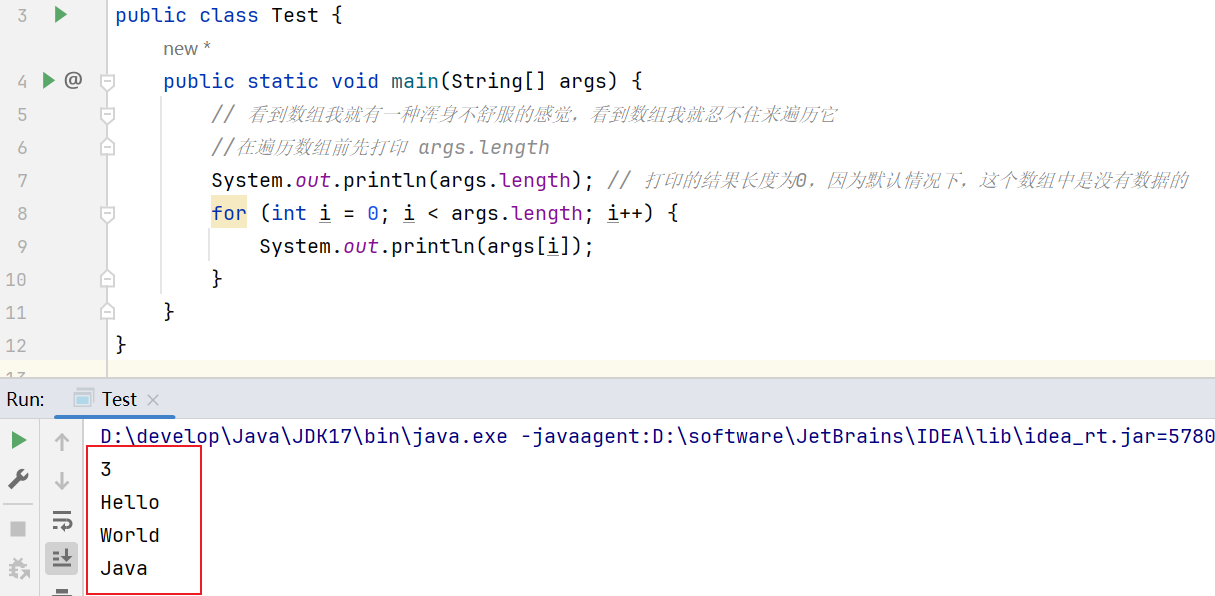 3 public class Test {
new *
4 @ public static void main(String[] args) {
5 // 看到数组我就有一种浑身不舒服的感觉，看到数组我就忍不住来遍历它
6 //在遍历数组前先打印 args.length
7 System.out.println(args.length); // 打印的结果长度为0，因为默认情况下，这个数组中是没有数据的
8 for (int i = 0; i < args.length; i++) {
9 System.out.println(args[i]);
10 }
11 }
12 }
Run: Test
D:\develop\Java\JDK17\bin\java.exe -javaagent:D:\software\JetBrains\IDEA\lib\idea_rt.jar=5780
3
Hello
World
Java